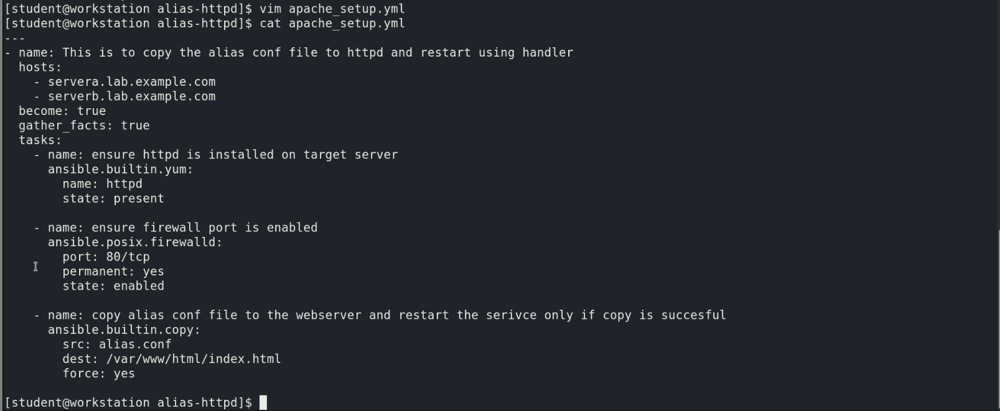 [student@workstation alias-httpd]$ vim apache_setup.yml
[student@workstation alias-httpd]$ cat apache_setup.yml
---
- name: This is to copy the alias conf file to httpd and restart using handler
  hosts:
    - servera.lab.example.com
    - serverb.lab.example.com
  become: true
  gather_facts: true
  tasks:
    - name: ensure httpd is installed on target server
      ansible.builtin.yum:
        name: httpd
        state: present

    - name: ensure firewall port is enabled
      ansible.posix.firewalld:
        port: 80/tcp
        permanent: yes
        state: enabled

    - name: copy alias conf file to the webserver and restart the serivce only if copy is succesful
      ansible.builtin.copy:
        src: alias.conf
        dest: /var/www/html/index.html
        force: yes

[student@workstation alias-httpd]$